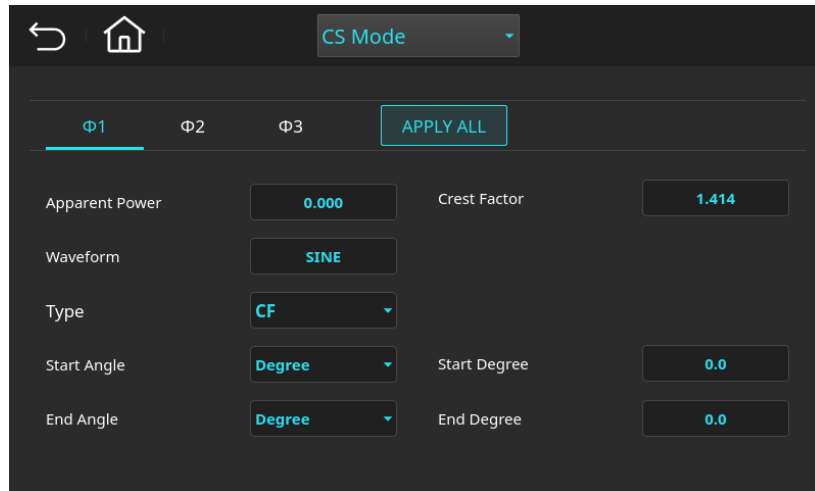 CS Mode
Φ1 Φ2 Φ3 APPLY ALL
Apparent Power 0.000 Crest Factor 1.414
Waveform SINE
Type CF
Start Angle Degree Start Degree 0.0
End Angle Degree End Degree 0.0